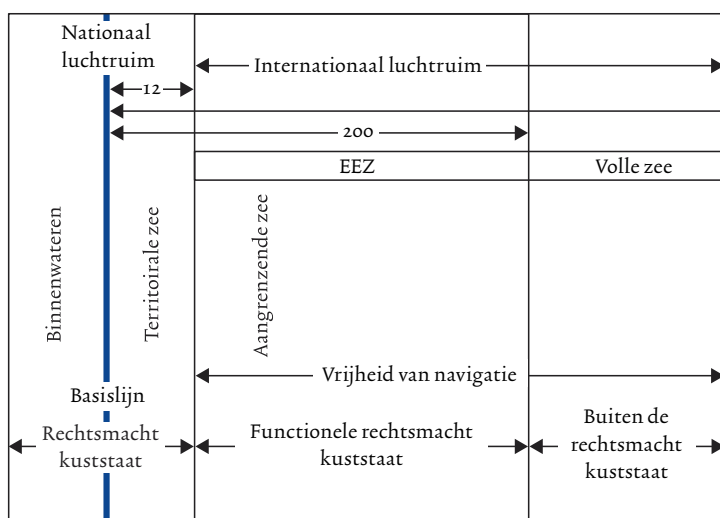 Nationaal
luchtruim
Internationaal luchtruim
12
200
EEZ
Volle zee
Binnenwateren
Territoirale zee
Aangrenzende zee
Vrijheid van navigatie
Basislijn
Rechtsmacht
kuststaat
Functionele rechtsmacht
kuststaat
Buiten de
rechtsmacht
kuststaat